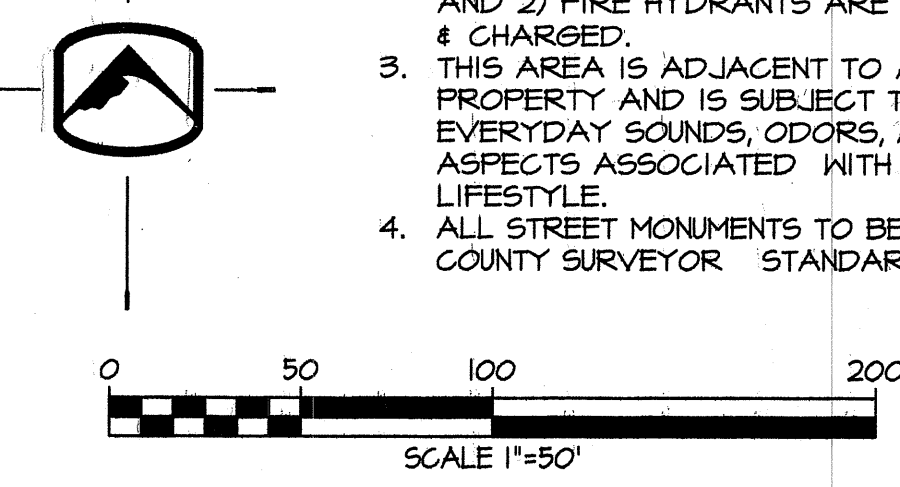 AND 2) FIRE HYDRANTS ARE
& CHARGED.
3. THIS AREA IS ADJACENT TO
PROPERTY AND IS SUBJECT
EVERYDAY SOUNDS, ODORS,
ASPECTS ASSOCIATED WITH
LIFESTYLE.
4. ALL STREET MONUMENTS TO BE
COUNTY SURVEYOR STANDAR
0 50 100 200
SCALE 1"=50'